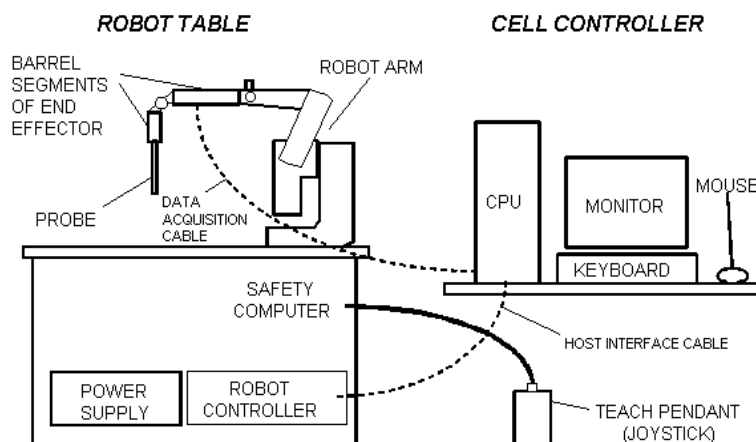 ROBOT TABLE
CELL CONTROLLER
BARREL
SEGMENTS
OF END
EFFECTOR
ROBOT ARM
PROBE
DATA
ACQUISITION
CABLE
CPU
MONITOR
MOUSE
KEYBOARD
SAFETY
COMPUTER
HOST INTERFACE CABLE
POWER
SUPPLY
ROBOT
CONTROLLER
TEACH PENDANT
(JOYSTICK)